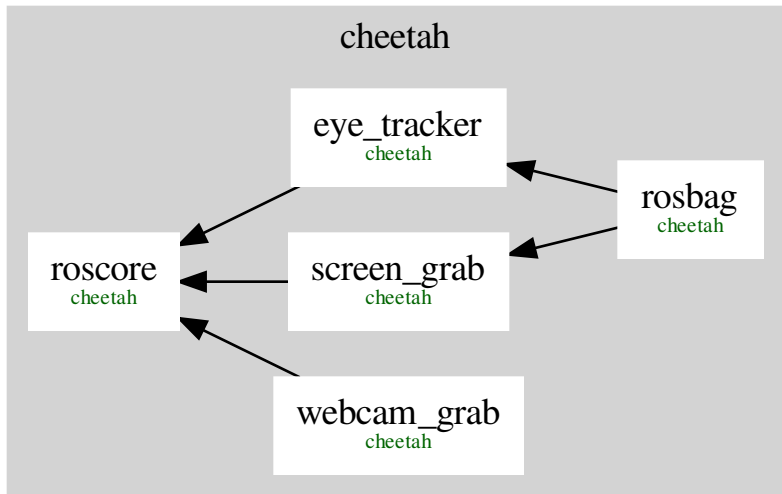 cheetah
eye_tracker
cheetah
rosbag
cheetah
roscore
cheetah
screen_grab
cheetah
webcam_grab
cheetah